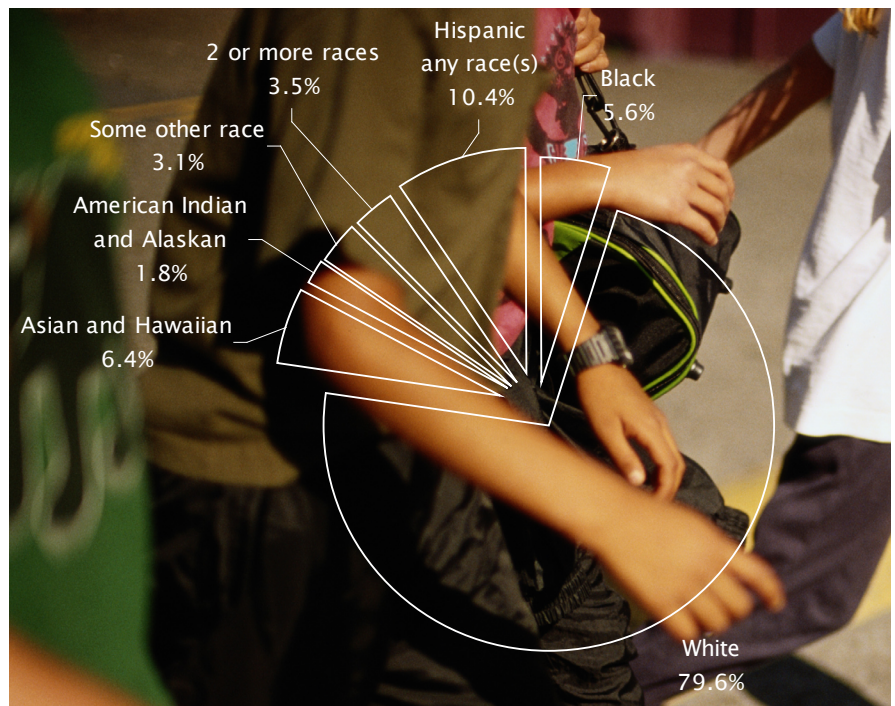 Hispanic
any race(s)
10.4%
2 or more races
3.5%
Black
5.6%
Some other race
3.1%
American Indian
and Alaskan
1.8%
Asian and Hawaiian
6.4%
White
79.6%